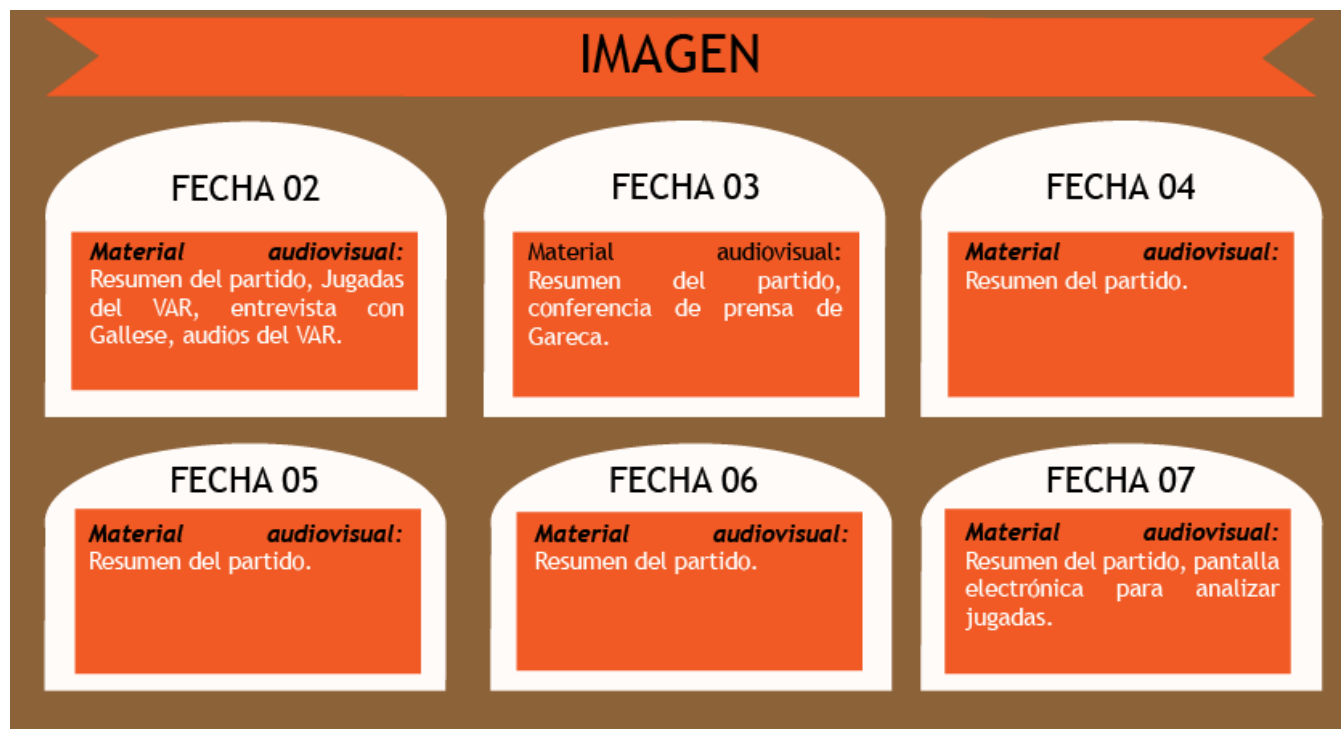 IMAGEN
FECHA 02
Material audiovisual:
Resumen del partido, Jugadas
del VAR, entrevista con
Gallese, audios del VAR.
FECHA 03
Material audiovisual:
Resumen del partido,
conferencia de prensa de
Gareca.
FECHA 04
Material audiovisual:
Resumen del partido.
FECHA 05
Material audiovisual:
Resumen del partido.
FECHA 06
Material audiovisual:
Resumen del partido.
FECHA 07
Material audiovisual:
Resumen del partido, pantalla
electrónica para analizar
jugadas.